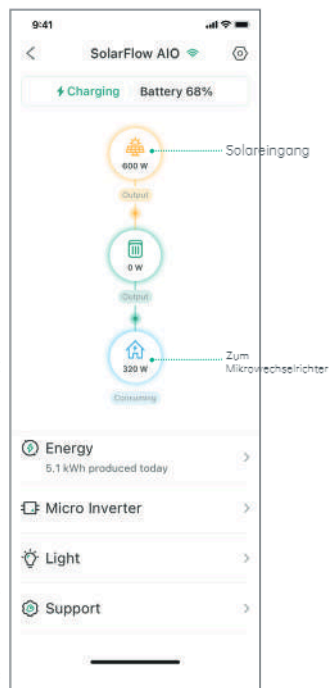 9:41
SolarFlow AIO
Charging Battery 68%
Solareingang
600 W
Output
0 W
Output
Zum
Mikrowechselrichter
320 W
Consuming
Energy
5.1 kWh produced today
Micro Inverter
Light
Support